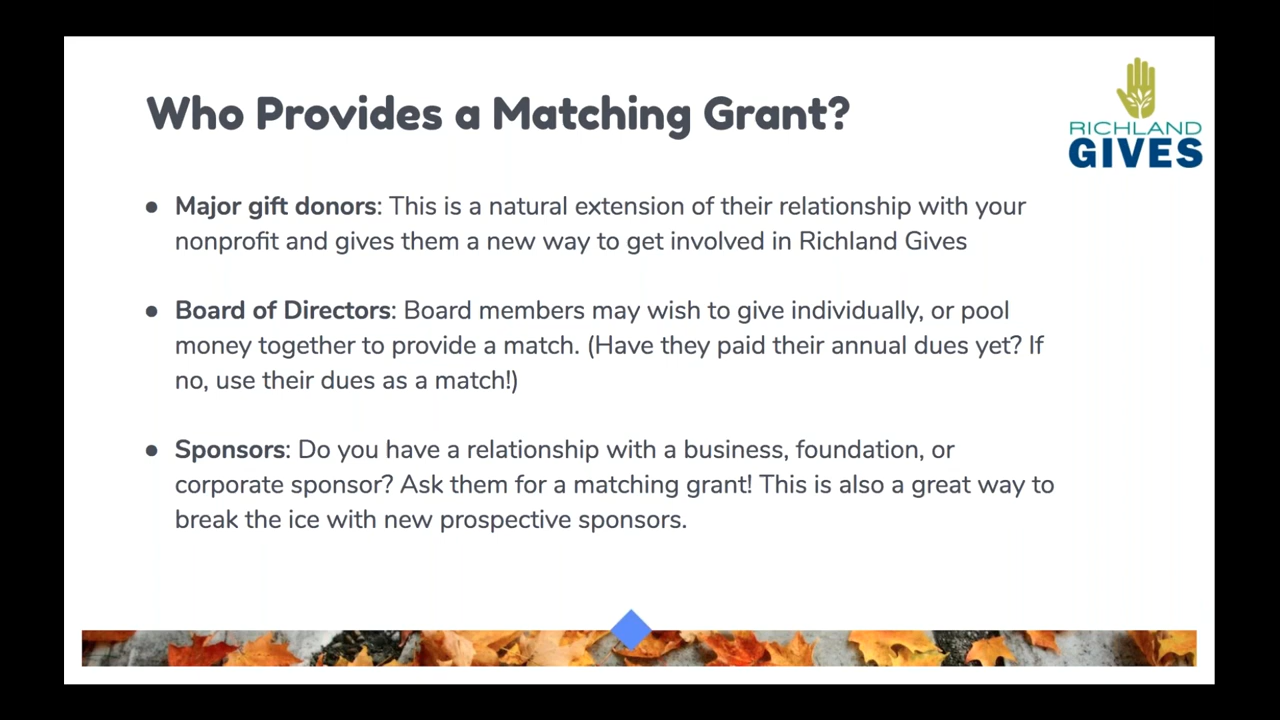 Who Provides a Matching Grant?
RICHLAND
GIVES
● Major gift donors: This is a natural extension of their relationship with your
nonprofit and gives them a new way to get involved in Richland Gives
● Board of Directors: Board members may wish to give individually, or pool
money together to provide a match. (Have they paid their annual dues yet? If
no, use their dues as a match!)
● Sponsors: Do you have a relationship with a business, foundation, or
corporate sponsor? Ask them for a matching grant! This is also a great way to
break the ice with new prospective sponsors.